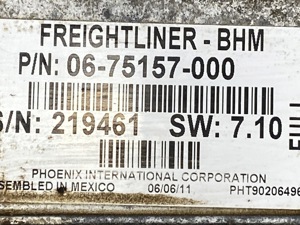 FREIGHTLINER - BHM
P/N: 06-75157-000
S/N: 219461 SW: 7.10
PHOENIX INTERNATIONAL CORPORATION
SEMBLED IN MEXICO 06/06/11 PHT90206496